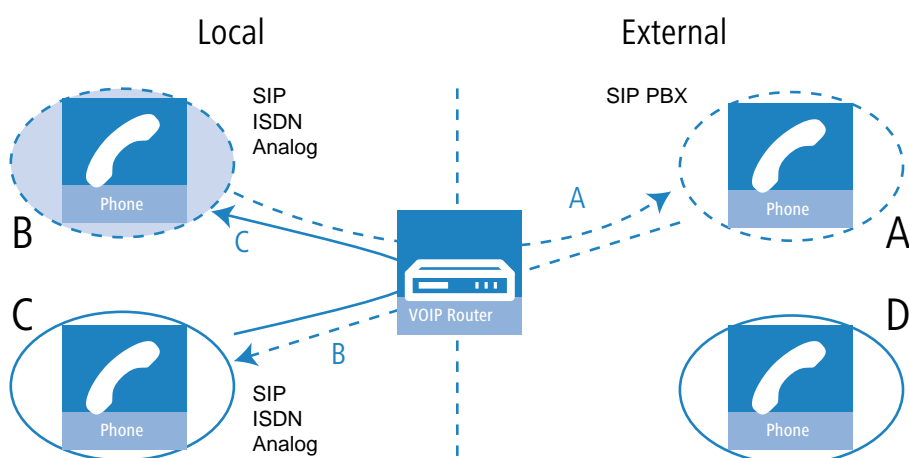 Local
External
SIP
ISDN
Analog
SIP PBX
Phone
Phone
A
B
C
A
VOIP Router
C
D
B
Phone
SIP
ISDN
Analog
Phone